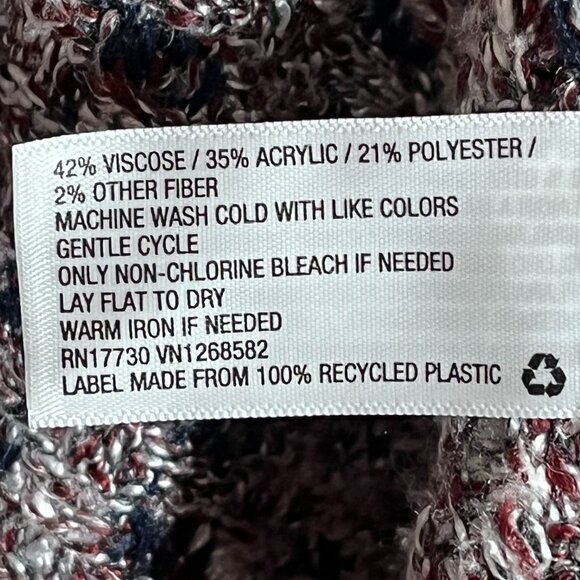 42% VISCOSE / 35% ACRYLIC / 21% POLYESTER /
2% OTHER FIBER
MACHINE WASH COLD WITH LIKE COLORS
GENTLE CYCLE
ONLY NON-CHLORINE BLEACH IF NEEDED
LAY FLAT TO DRY
WARM IRON IF NEEDED
RN17730 VN1268582
LABEL MADE FROM 100% RECYCLED PLASTIC